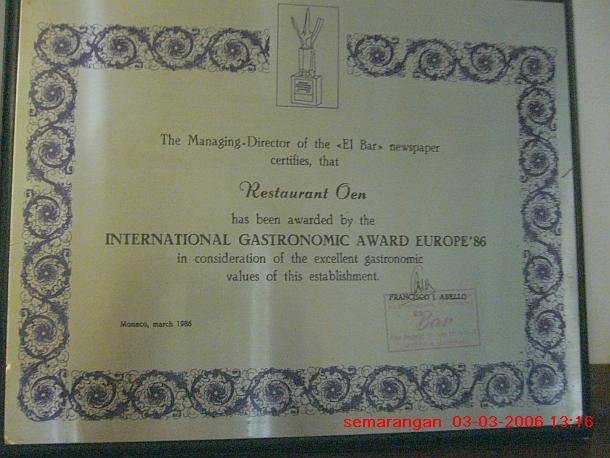 The Managing-Director of the «El Bar» newspaper
certifies, that
Restaurant Oen
has been awarded by the
INTERNATIONAL GASTRONOMIC AWARD EUROPE'86
in consideration of the excellent gastronomic
values of this establishment.
FRANCISCO I. ABELLO
Bar
Monaco, march 1986
semarangan 03-03-2006 13:16